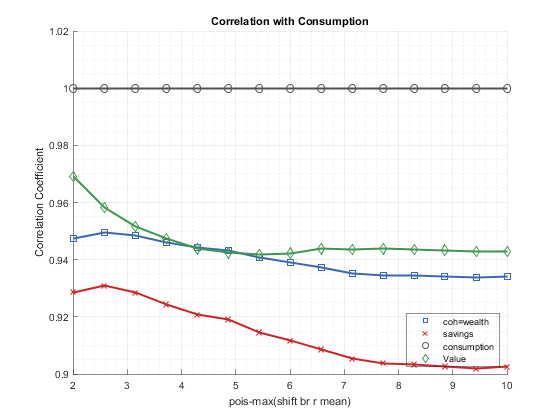 Correlation with Consumption
1.02
1
0.98
0.96
0.94
0.92
0.9
Correlation Coefficient
2 3 4 5 6 7 8 9 10
pois-max(shift br r mean)
coh=wealth
savings
consumption
Value